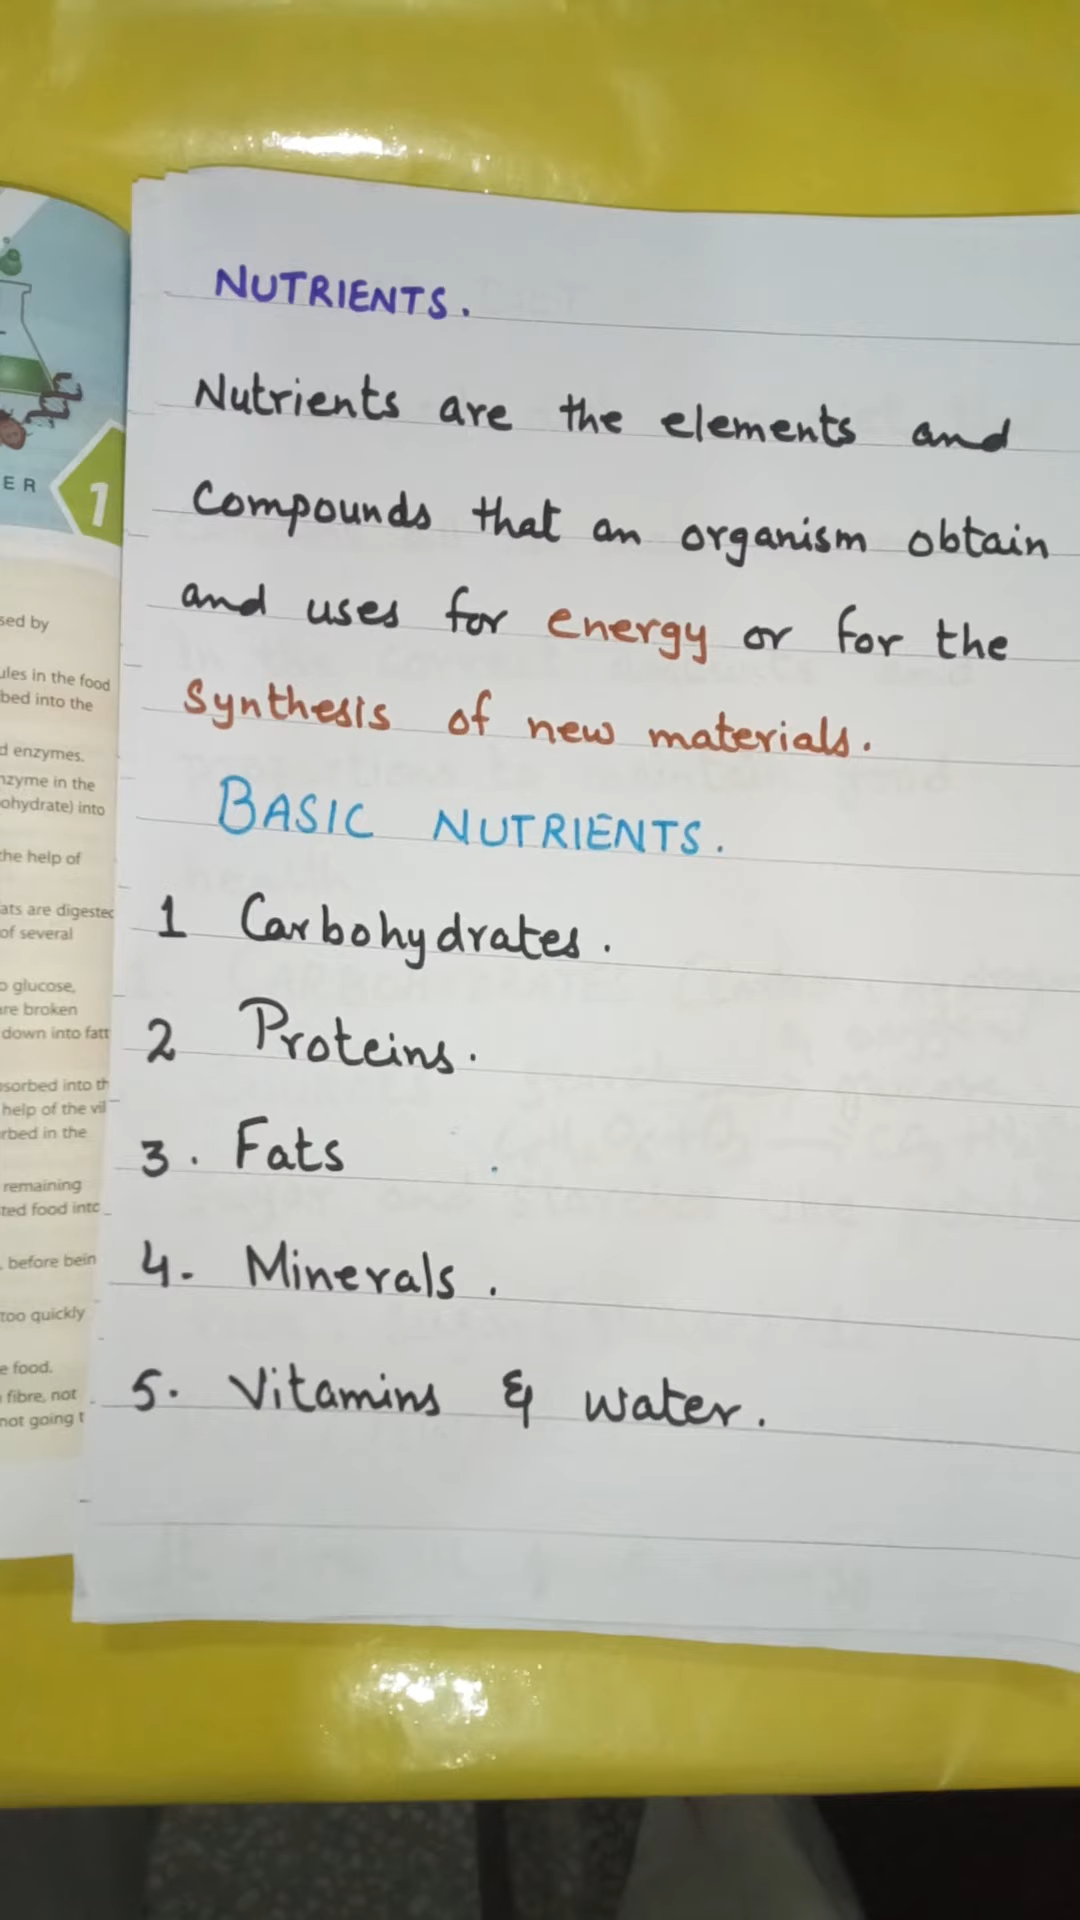 NUTRIENTS.
Nutrients are the elements and
Compounds that an organism obtain
and uses for energy or for the
Synthesis of new materials.
BASIC NUTRIENTS.
1 Carbohydrates.
2 Proteins.
3. Fats
4. Minerals.
5. Vitamins & water.
ER
1
sed by
ules in the food
bed into the
d enzymes.
nzyme in the
ohydrate) into
the help of
ats are digested
of several
o glucose,
are broken
down into fatt
bsorbed into th
help of the vil
rbed in the
remaining
ted food into
, before bein
too quickly
e food.
fibre, not
not going t